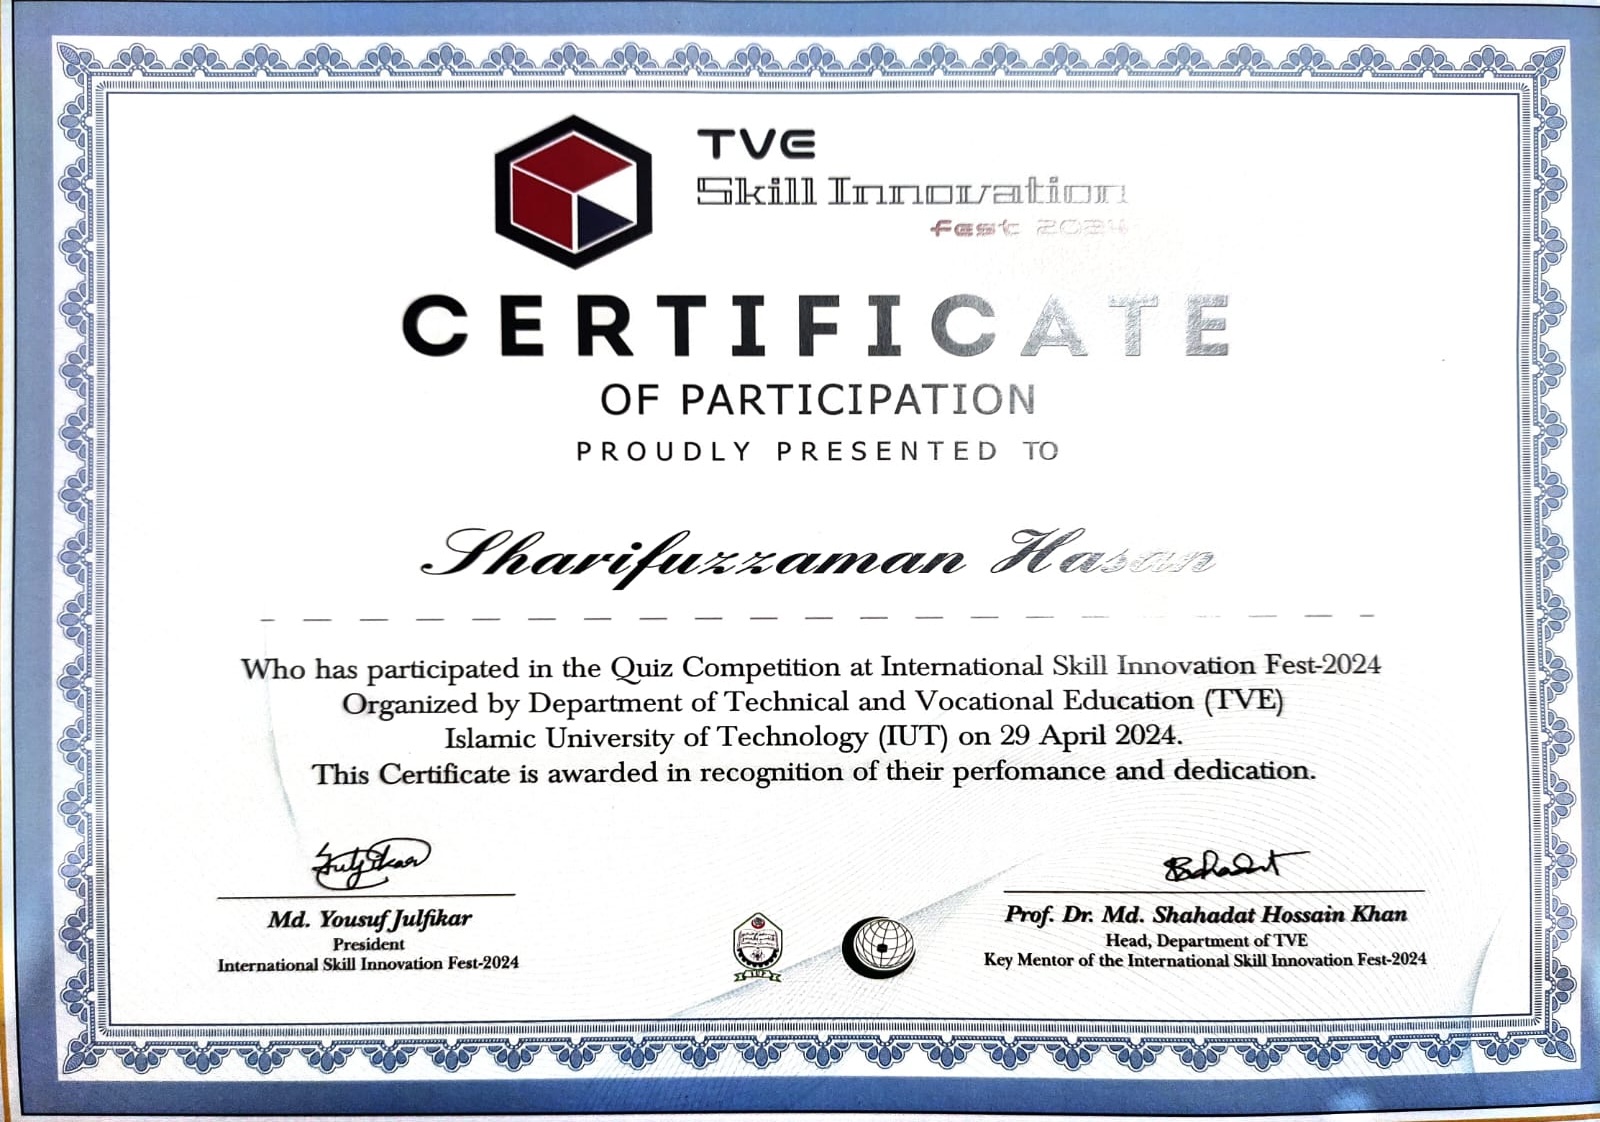 TVE
Skill Innovation
fest 2024
CERTIFICATE
OF PARTICIPATION
PROUDLY PRESENTED TO
Sharifuzzaman Hasan
Who has participated in the Quiz Competition at International Skill Innovation Fest-2024
Organized by Department of Technical and Vocational Education (TVE)
Islamic University of Technology (IUT) on 29 April 2024.
This Certificate is awarded in recognition of their perfomance and dedication.
Md. Yousuf Julfikar
President
International Skill Innovation Fest-2024
Prof. Dr. Md. Shahadat Hossain Khan
Head, Department of TVE
Key Mentor of the International Skill Innovation Fest-2024